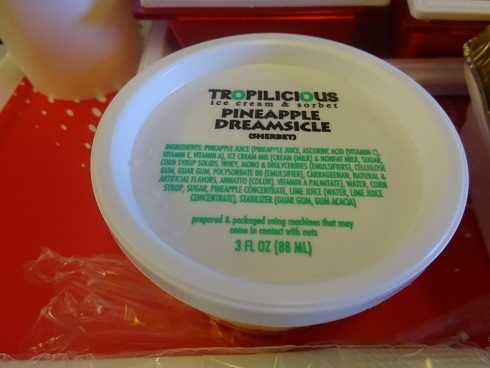 TROPILICIOUS
ice cream & sorbet
PINEAPPLE
DREAMSICLE
(SHERBET)
INGREDIENTS: PINEAPPLE JUICE (PINEAPPLE JUICE, ASCORBIC ACID (VITAMIN C),
VITAMIN E, VITAMIN A), ICE CREAM MIX (CREAM (MILK) & NONFAT MILK, SUGAR,
CORN SYRUP SOLIDS, WHEY, MONO & DIGLYCERIDES (EMULSIFIERS), CELLULOSE
GUM, GUAR GUM, POLYSORBATE 80 (EMULSIFIER), CARRAGEENAN, NATURAL &
ARTIFICIAL FLAVORS, ANNATTO (COLOR), VITAMIN A PALMITATE), WATER, CORN
SYRUP, SUGAR, PINEAPPLE CONCENTRATE, LIME JUICE (WATER, LIME JUICE
CONCENTRATE), STABILIZER (GUAR GUM, GUM ACACIA)
prepared & packaged using machines that may
come in contact with nuts
3 FL OZ (88 ML)